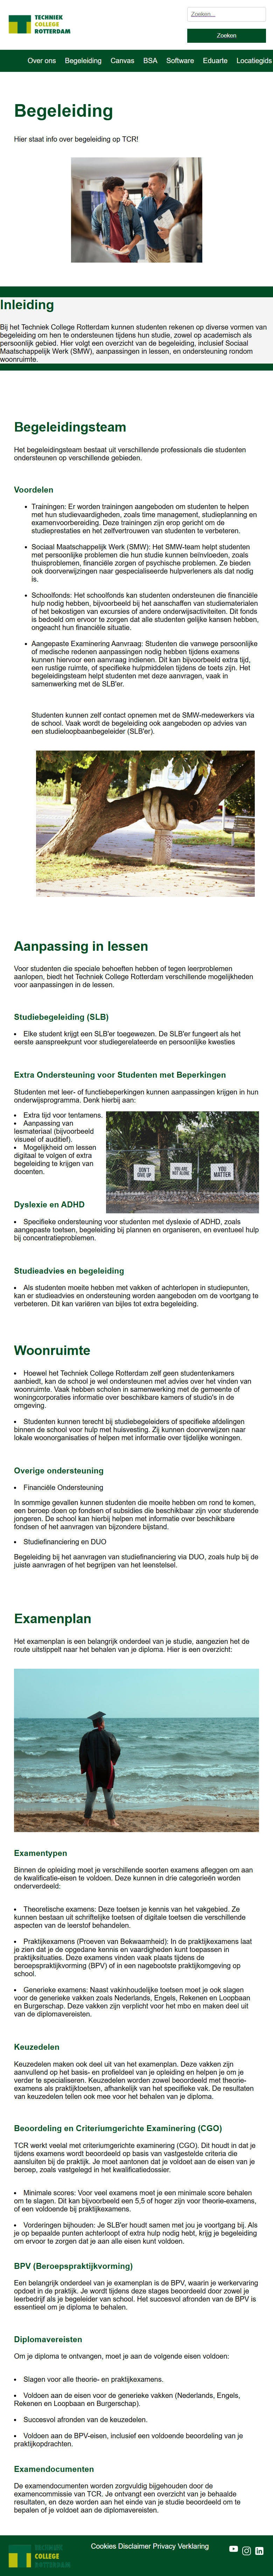 TECHNIEK
COLLEGE
ROTTERDAM
Zoeken...
Zoeken
Over ons Begeleiding Canvas BSA Software Eduarte Locatiegids
Begeleiding
Hier staat info over begeleiding op TCR!
Inleiding
Bij het Techniek College Rotterdam kunnen studenten rekenen op diverse vormen van
begeleiding om hen te ondersteunen tijdens hun studie, zowel op academisch als
persoonlijk gebied. Hier volgt een overzicht van de begeleiding, inclusief Sociaal
Maatschappelijk Werk (SMW), aanpassingen in lessen, en ondersteuning rondom
woonruimte.
Begeleidingsteam
Het begeleidingsteam bestaat uit verschillende professionals die studenten
ondersteunen op verschillende gebieden.
Voordelen
• Trainingen: Er worden trainingen aangeboden om studenten te helpen
met hun studievaardigheden, zoals time management, studieplanning en
examenvoorbereiding. Deze trainingen zijn erop gericht om de
studieprestaties en het zelfvertrouwen van studenten te verbeteren.
• Sociaal Maatschappelijk Werk (SMW): Het SMW-team helpt studenten
met persoonlijke problemen die hun studie kunnen beïnvloeden, zoals
thuisproblemen, financiële zorgen of psychische problemen. Ze bieden
ook doorverwijzingen naar gespecialiseerde hulpverleners als dat nodig
is.
• Schoolfonds: Het schoolfonds kan studenten ondersteunen die financiële
hulp nodig hebben, bijvoorbeeld bij het aanschaffen van studiematerialen
of het bekostigen van excursies of andere onderwijsactiviteiten. Dit fonds
is bedoeld om ervoor te zorgen dat alle studenten gelijke kansen hebben,
ongeacht hun financiële situatie.
• Aangepaste Examinering Aanvraag: Studenten die vanwege persoonlijke
of medische redenen aanpassingen nodig hebben tijdens examens
kunnen hiervoor een aanvraag indienen. Dit kan bijvoorbeeld extra tijd,
een rustige ruimte, of specifieke hulpmiddelen tijdens de toets zijn. Het
begeleidingsteam helpt studenten met deze aanvragen, vaak in
samenwerking met de SLB'er.
Studenten kunnen zelf contact opnemen met de SMW-medewerkers via
de school. Vaak wordt de begeleiding ook aangeboden op advies van
een studieloopbaanbegeleider (SLB'er).
Aanpassing in lessen
Voor studenten die speciale behoeften hebben of tegen leerproblemen
aanlopen, biedt het Techniek College Rotterdam verschillende mogelijkheden
voor aanpassingen in de lessen.
Studiebegeleiding (SLB)
• Elke student krijgt een SLB'er toegewezen. De SLB'er fungeert als het
eerste aanspreekpunt voor studiegerelateerde en persoonlijke kwesties
Extra Ondersteuning voor Studenten met Beperkingen
Studenten met leer- of functiebeperkingen kunnen aanpassingen krijgen in hun
onderwijsprogramma. Denk hierbij aan:
• Extra tijd voor tentamens.
• Aanpassing van
lesmateriaal (bijvoorbeeld
visueel of auditief).
• Mogelijkheid om lessen
digitaal te volgen of extra
begeleiding te krijgen van
docenten.
DON'T
GIVE UP
YOU ARE
NOT ALONE
YOU
MATTER
Dyslexie en ADHD
• Specifieke ondersteuning voor studenten met dyslexie of ADHD, zoals
aangepaste toetsen, begeleiding bij plannen en organiseren, en eventueel hulp
bij concentratieproblemen.
Studieadvies en begeleiding
• Als studenten moeite hebben met vakken of achterlopen in studiepunten,
kan er studieadvies en ondersteuning worden aangeboden om de voortgang te
verbeteren. Dit kan variëren van bijles tot extra begeleiding.
Woonruimte
• Hoewel het Techniek College Rotterdam zelf geen studentenkamers
aanbiedt, kan de school je wel ondersteunen met advies over het vinden van
woonruimte. Vaak hebben scholen in samenwerking met de gemeente of
woningcorporaties informatie over beschikbare kamers of studio's in de
omgeving.
• Studenten kunnen terecht bij studiebegeleiders of specifieke afdelingen
binnen de school voor hulp met huisvesting. Zij kunnen doorverwijzen naar
lokale woonorganisaties of helpen met informatie over tijdelijke woningen.
Overige ondersteuning
• Financiële Ondersteuning
In sommige gevallen kunnen studenten die moeite hebben om rond te komen,
een beroep doen op fondsen of subsidies die beschikbaar zijn voor studerende
jongeren. De school kan hierbij helpen met informatie over beschikbare
fondsen of het aanvragen van bijzondere bijstand.
• Studiefinanciering en DUO
Begeleiding bij het aanvragen van studiefinanciering via DUO, zoals hulp bij de
juiste aanvragen of het begrijpen van het leenstelsel.
Examenplan
Het examenplan is een belangrijk onderdeel van je studie, aangezien het de
route uitstippelt naar het behalen van je diploma. Hier is een overzicht:
Examentypen
Binnen de opleiding moet je verschillende soorten examens afleggen om aan
de kwalificatie-eisen te voldoen. Deze kunnen in drie categorieën worden
onderverdeeld:
• Theoretische examens: Deze toetsen je kennis van het vakgebied. Ze
kunnen bestaan uit schriftelijke toetsen of digitale toetsen die verschillende
aspecten van de leerstof behandelen.
• Praktijkexamens (Proeven van Bekwaamheid): In de praktijkexamens laat
je zien dat je de opgedane kennis en vaardigheden kunt toepassen in
praktijksituaties. Deze examens vinden vaak plaats tijdens de
beroepspraktijkvorming (BPV) of in een nagebootste praktijkomgeving op
school.
• Generieke examens: Naast vakinhoudelijke toetsen moet je ook slagen
voor de generieke vakken zoals Nederlands, Engels, Rekenen en Loopbaan
en Burgerschap. Deze vakken zijn verplicht voor het mbo en maken deel uit
van de diplomavereisten.
Keuzedelen
Keuzedelen maken ook deel uit van het examenplan. Deze vakken zijn
aanvullend op het basis- en profieldeel van je opleiding en helpen je om je
verder te specialiseren. Keuzedelen worden zowel beoordeeld met theorie-
examens als praktijktoetsen, afhankelijk van het specifieke vak. De resultaten
van keuzedelen tellen ook mee voor het behalen van je diploma.
Beoordeling en Criteriumgerichte Examinering (CGO)
TCR werkt veelal met criteriumgerichte examinering (CGO). Dit houdt in dat je
tijdens examens wordt beoordeeld op basis van vastgestelde criteria die
aansluiten bij de praktijk. Je moet aantonen dat je voldoet aan de eisen van je
beroep, zoals vastgelegd in het kwalificatiedossier.
• Minimale scores: Voor veel examens moet je een minimale score behalen
om te slagen. Dit kan bijvoorbeeld een 5,5 of hoger zijn voor theorie-examens,
of een voldoende bij praktijkexamens.
• Vorderingen bijhouden: Je SLB'er houdt samen met jou je voortgang bij. Als
je op bepaalde punten achterloopt of extra hulp nodig hebt, krijg je begeleiding
om ervoor te zorgen dat je aan alle eisen kunt voldoen.
BPV (Beroepspraktijkvorming)
Een belangrijk onderdeel van je examenplan is de BPV, waarin je werkervaring
opdoet in de praktijk. Je wordt tijdens deze stages beoordeeld door zowel je
leerbedrijf als je begeleider van school. Het succesvol afronden van de BPV is
essentieel om je diploma te behalen.
Diplomavereisten
Om je diploma te ontvangen, moet je aan de volgende eisen voldoen:
• Slagen voor alle theorie- en praktijkexamens.
• Voldoen aan de eisen voor de generieke vakken (Nederlands, Engels,
Rekenen en Loopbaan en Burgerschap).
• Succesvol afronden van de keuzedelen.
• Voldoen aan de BPV-eisen, inclusief een voldoende beoordeling van je
praktijkopdrachten.
Examendocumenten
De examendocumenten worden zorgvuldig bijgehouden door de
examencommissie van TCR. Je ontvangt een overzicht van je behaalde
resultaten, en deze worden aan het einde van je studie beoordeeld om te
bepalen of je voldoet aan de diplomavereisten.
Cookies Disclaimer Privacy Verklaring
TECHNIEK
COLLEGE
ROTTERDAM